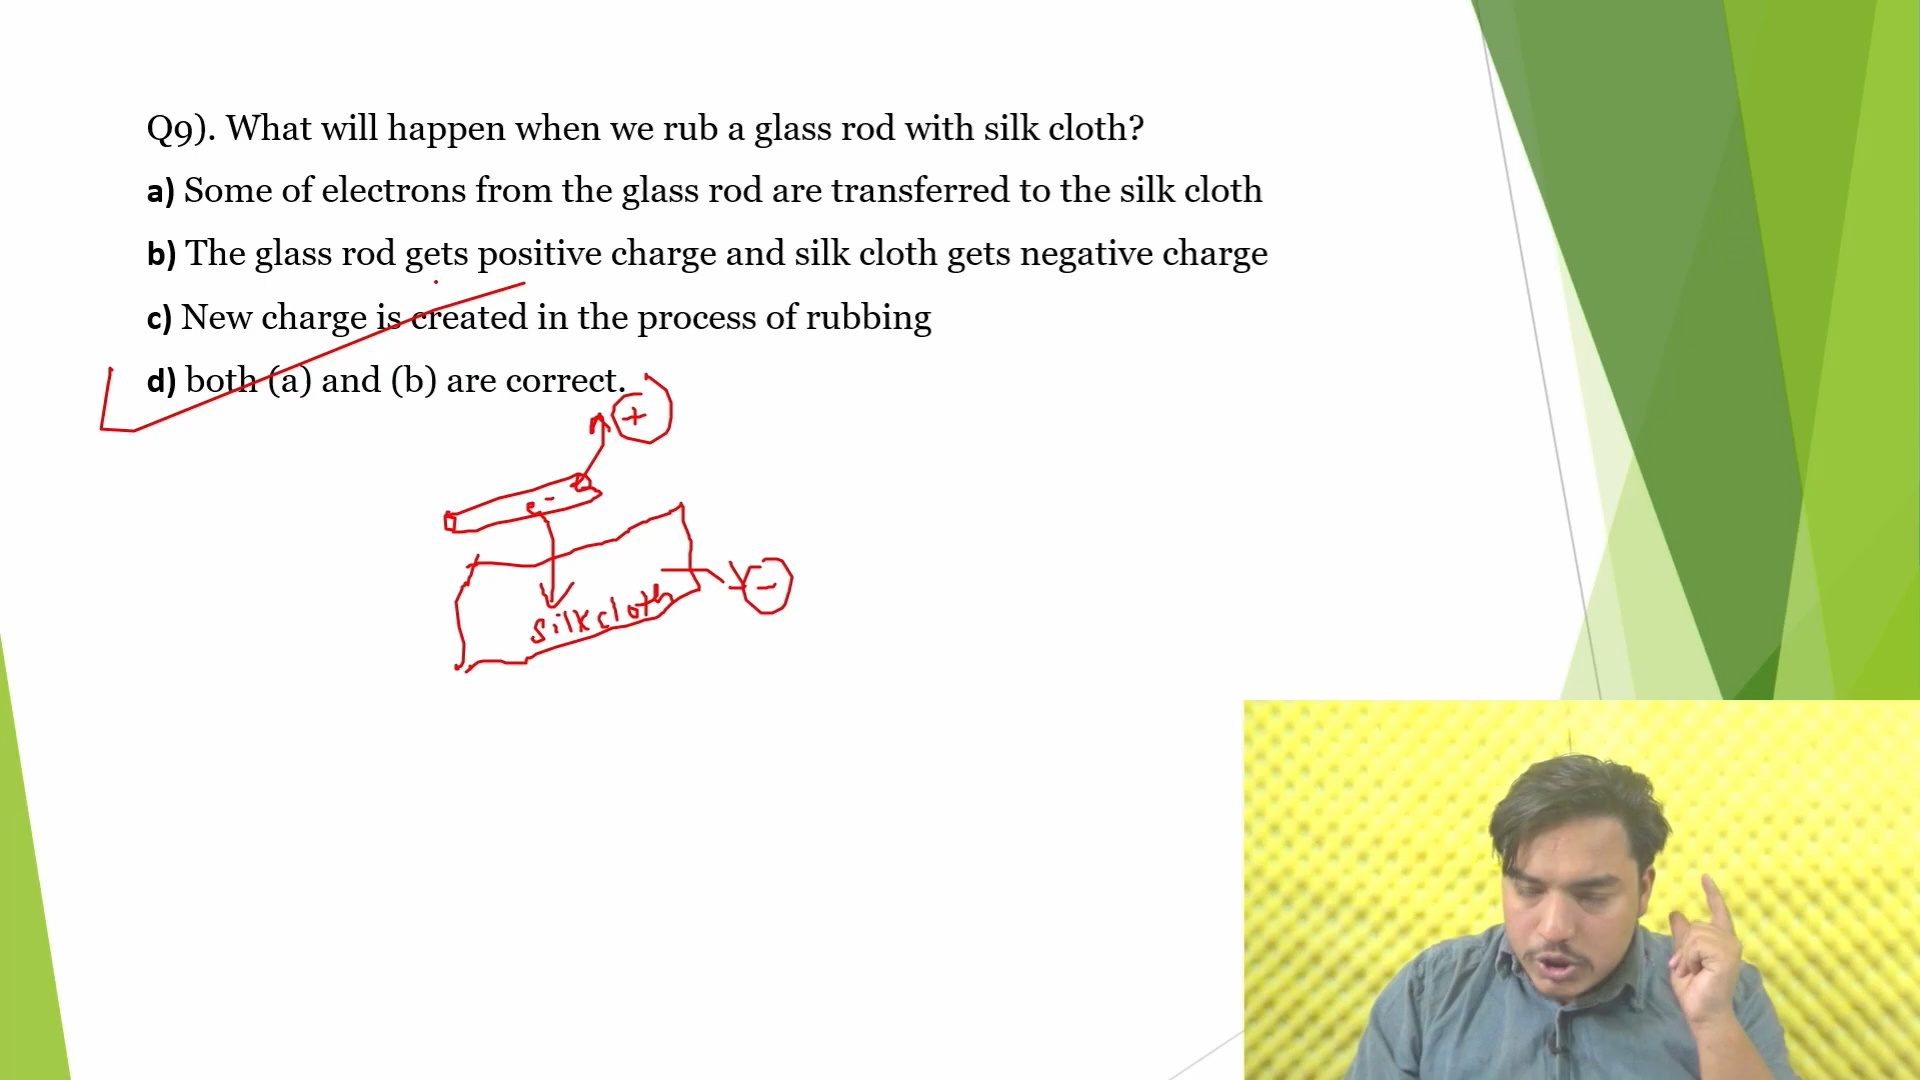 Q9). What will happen when we rub a glass rod with silk cloth?
a) Some of electrons from the glass rod are transferred to the silk cloth
b) The glass rod gets positive charge and silk cloth gets negative charge
c) New charge is created in the process of rubbing
d) both (a) and (b) are correct.
+
e-
-
silk cloth